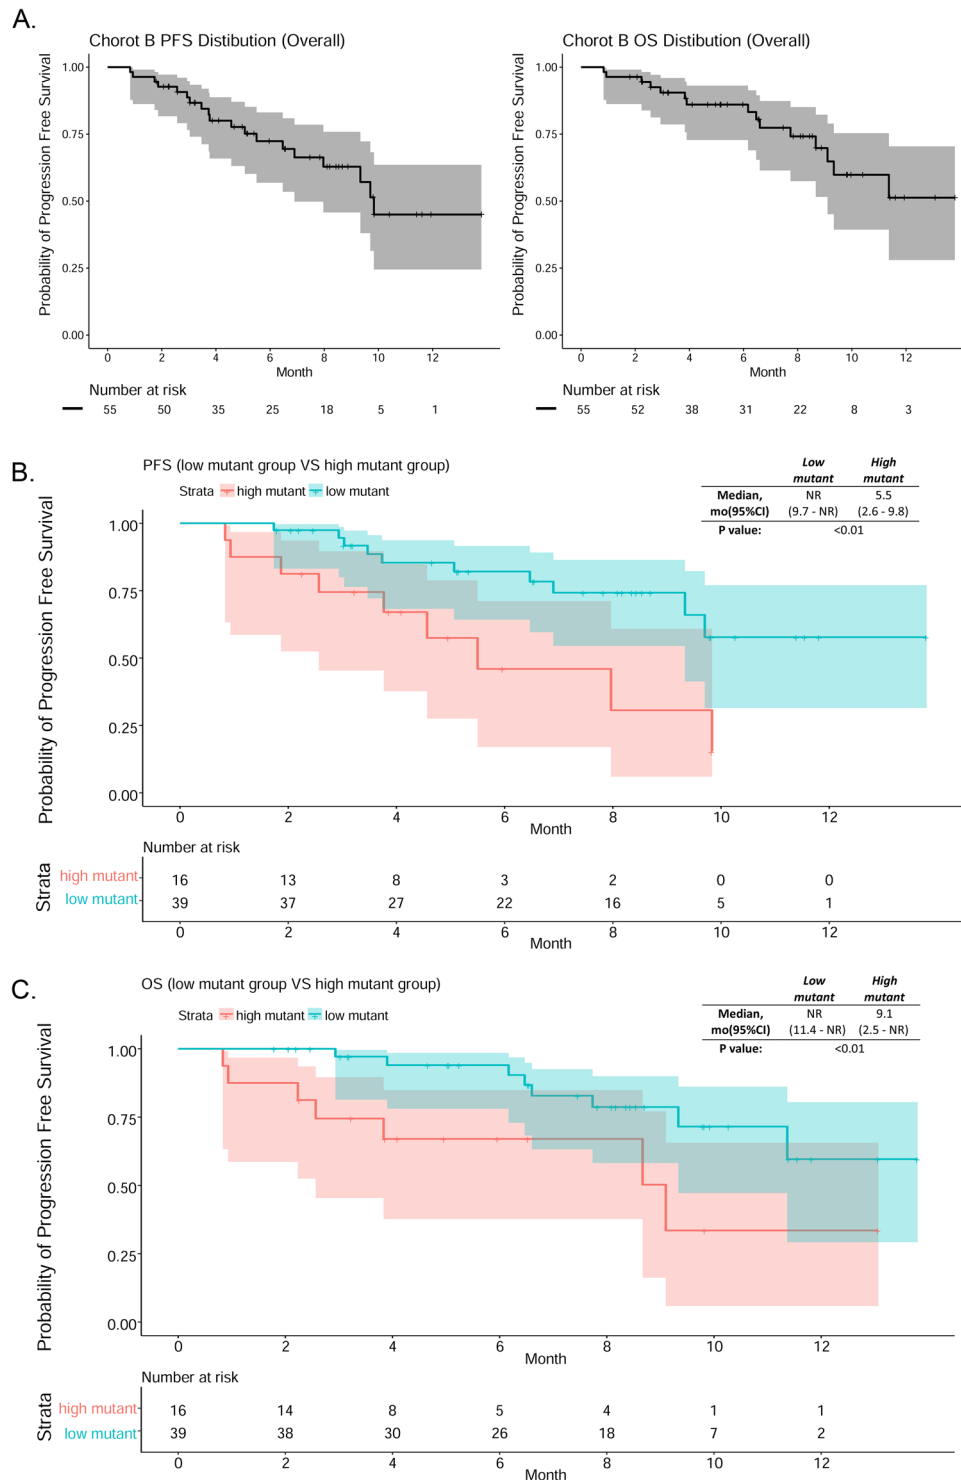 A.
Chorot B PFS Distibution (Overall)
Probability of Progression Free Survival
1.00
0.75
0.50
0.25
0.00
0 2 4 6 8 10 12
Month
Number at risk
55 50 35 25 18 5 1
Chorot B OS Distibution (Overall)
Probability of Progression Free Survival
1.00
0.75
0.50
0.25
0.00
0 2 4 6 8 10 12
Month
Number at risk
55 52 38 31 22 8 3
B.
PFS (low mutant group VS high mutant group)
Strata high mutant low mutant
Low mutant High mutant
Median, mo(95%CI) NR (9.7 - NR) 5.5 (2.6 - 9.8)
P value: <0.01
Probability of Progression Free Survival
1.00
0.75
0.50
0.25
0.00
0 2 4 6 8 10 12
Month
Number at risk
Strata
high mutant 16 13 8 3 2 0 0
low mutant 39 37 27 22 16 5 1
0 2 4 6 8 10 12
Month
C.
OS (low mutant group VS high mutant group)
Strata high mutant low mutant
Low mutant High mutant
Median, mo(95%CI) NR (11.4 - NR) 9.1 (2.5 - NR)
P value: <0.01
Probability of Progression Free Survival
1.00
0.75
0.50
0.25
0.00
0 2 4 6 8 10 12
Month
Number at risk
Strata
high mutant 16 14 8 5 4 1 1
low mutant 39 38 30 26 18 7 2
0 2 4 6 8 10 12
Month